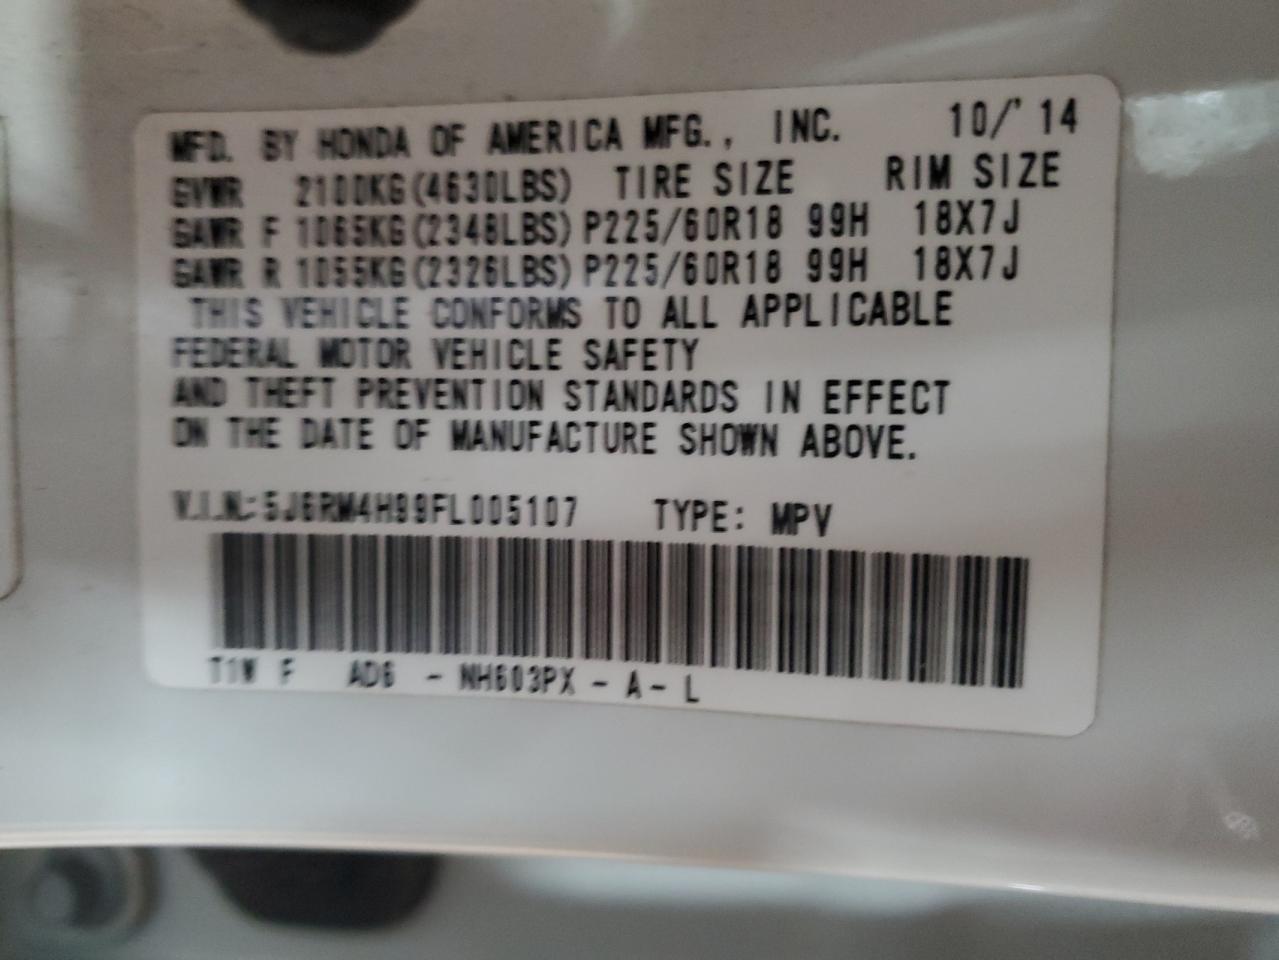 MFD. BY HONDA OF AMERICA MFG., INC. 10/'14
GVWR 2100KG(4630LBS) TIRE SIZE RIM SIZE
GAWR F 1065KG(2348LBS) P225/60R18 99H 18X7J
GAWR R 1055KG(2326LBS) P225/60R18 99H 18X7J
THIS VEHICLE CONFORMS TO ALL APPLICABLE
FEDERAL MOTOR VEHICLE SAFETY
AND THEFT PREVENTION STANDARDS IN EFFECT
ON THE DATE OF MANUFACTURE SHOWN ABOVE.
V.I.N.: 5J6RM4H99FL005107 TYPE: MPV
T1W F AD6 - NH603PX - A - L